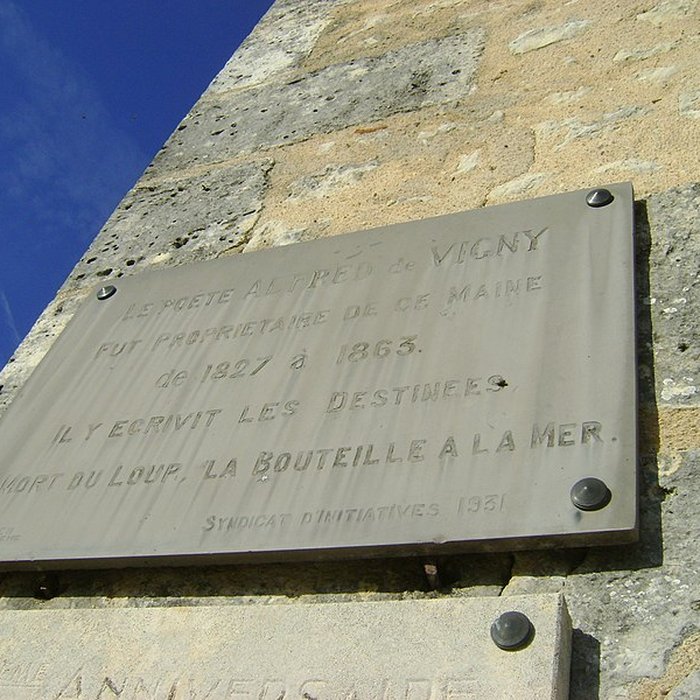 LE POETE ALFRED de VIGNY
FUT PROPRIETAIRE DE CE MAINE
de 1827 à 1863.
IL Y ECRIVIT LES DESTINEES
MORT DU LOUP, LA BOUTEILLE A LA MER.
SYNDICAT D'INITIATIVES 1931
ANNIVERSAIRE